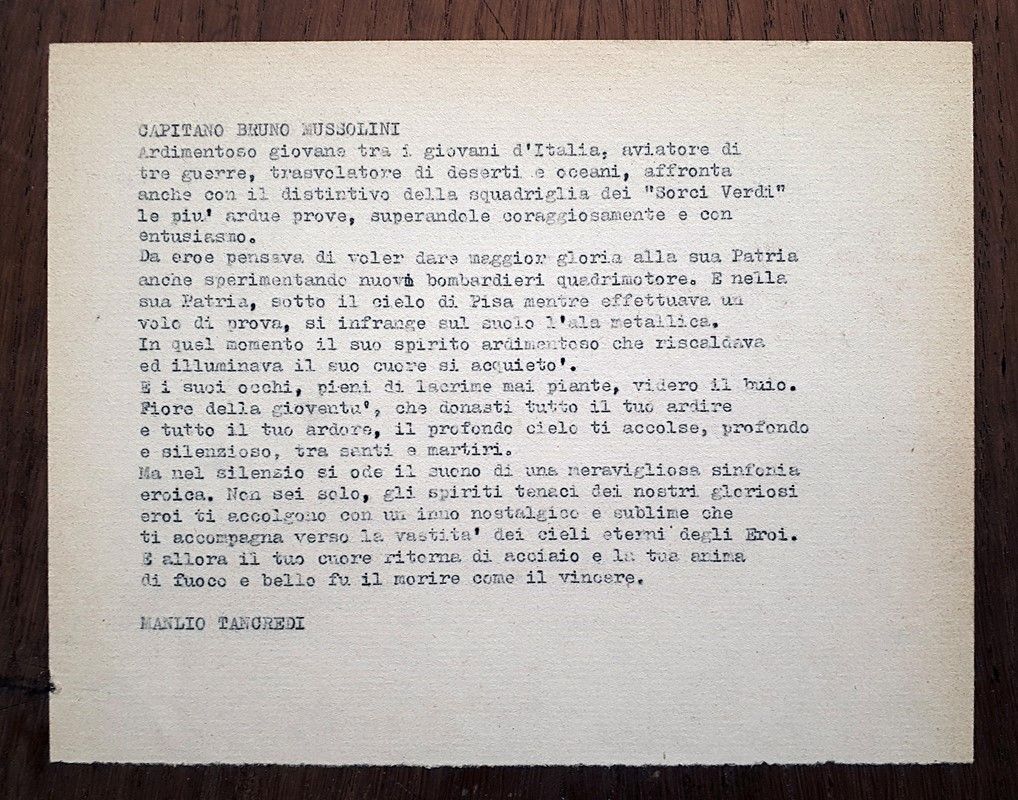 CAPITANO BRUNO MUSSOLINI
Ardimentoso giovane tra i giovani d'Italia, aviatore di
tre guerre, trasvolatore di deserti e oceani, affronta
anche con il distintivo della squadriglia dei "Sorci Verdi"
le piu' ardue prove, superandole coraggiosamente e con
entusiasmo.
Da eroe pensava di voler dare maggior gloria alla sua Patria
anche sperimentando nuovi bombardieri quadrimotore. E nella
sua Patria, sotto il cielo di Pisa mentre effettuava un
volo di prova, si infrange sul suolo l'ala metallica.
In quel momento il suo spirito ardimentoso che riscaldava
ed illuminava il suo cuore si acquieto'.
E i suoi occhi, pieni di lacrime mai piante, videro il buio.
Fiore della gioventu', che donasti tutto il tuo ardire
e tutto il tuo ardore, il profondo cielo ti accolse, profondo
e silenzioso, tra santi e martiri.
Ma nel silenzio si ode il suono di una meravigliosa sinfonia
eroica. Non sei solo, gli spiriti tenaci dei nostri gloriosi
eroi ti accolgono con un inno nostalgico e sublime che
ti accompagna verso la vastita' dei cieli eterni degli Eroi.
E allora il tuo cuore ritorna di acciaio e la tua anima
di fuoco e bello fu il morire come il vincere.
MANLIO TANCREDI